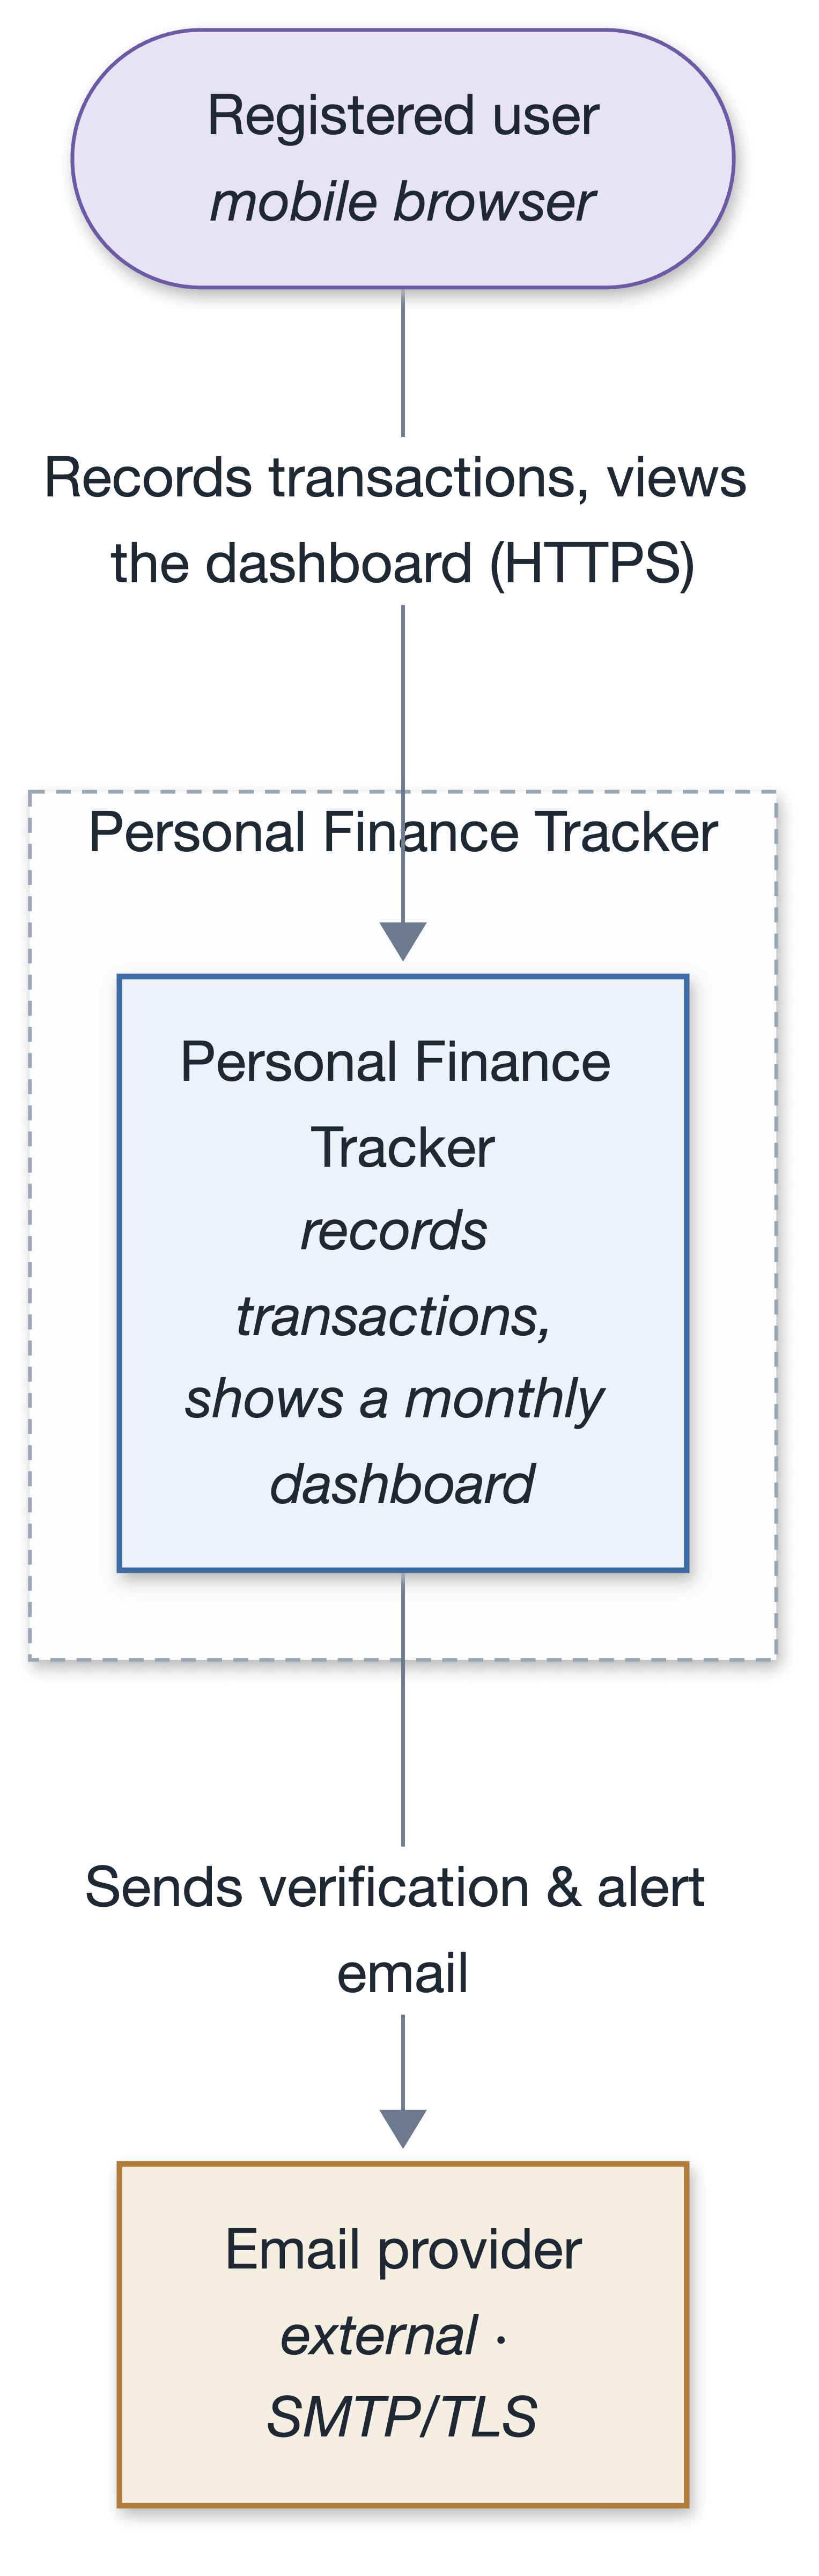 Registered user
mobile browser
Records transactions, views
the dashboard (HTTPS)
Personal Finance Tracker
Personal Finance
Tracker
records
transactions,
shows a monthly
dashboard
Sends verification & alert
email
Email provider
external ·
SMTP/TLS